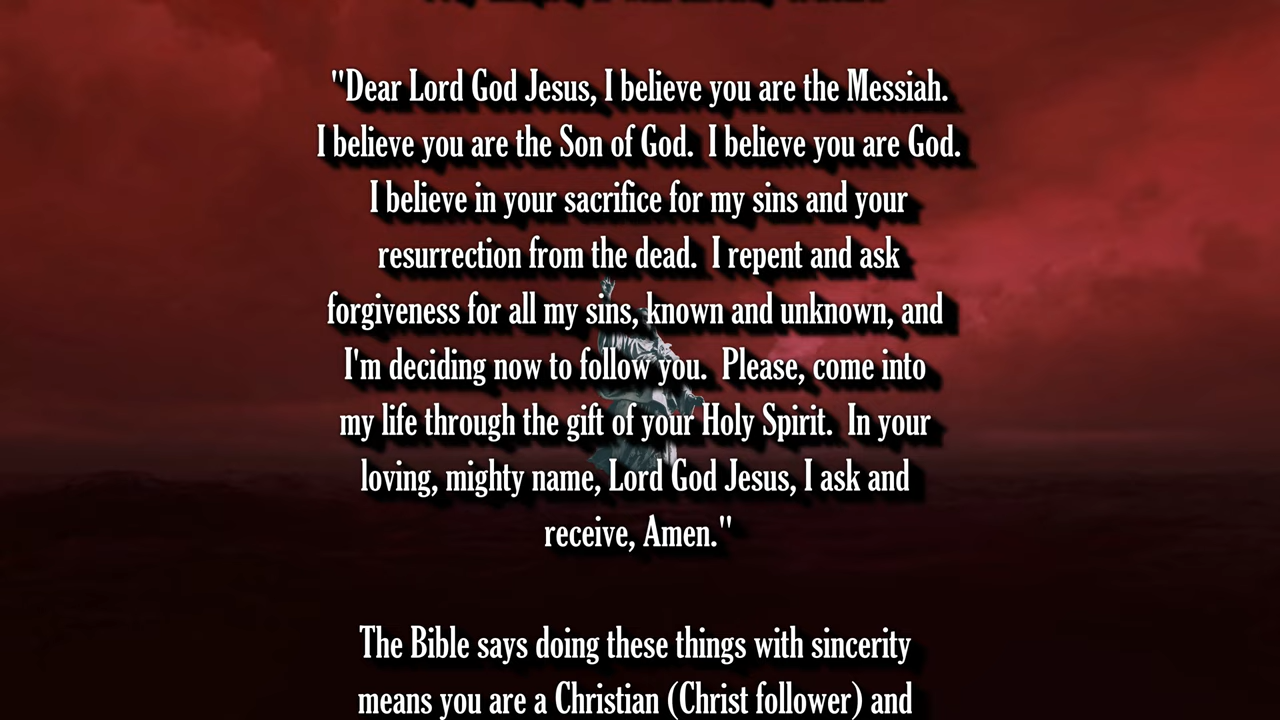 "Dear Lord God Jesus, I believe you are the Messiah.
I believe you are the Son of God.  I believe you are God.
I believe in your sacrifice for my sins and your
resurrection from the dead.  I repent and ask
forgiveness for all my sins, known and unknown, and
I'm deciding now to follow you.  Please, come into
my life through the gift of your Holy Spirit.  In your
loving, mighty name, Lord God Jesus, I ask and
receive, Amen."
The Bible says doing these things with sincerity
means you are a Christian (Christ follower) and